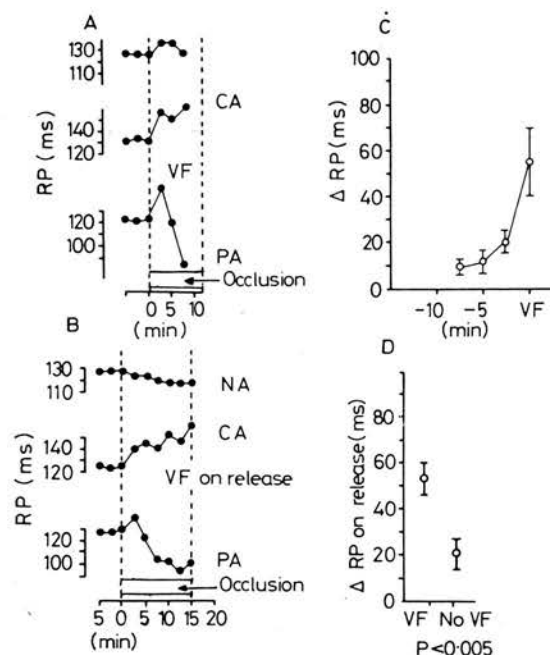 A
130
110
CA
140
120
RP (ms)
VF
120
100
PA
Occlusion
0 5 10
(min)
B
130
110
NA
CA
140
120
VF on release
RP (ms)
120
100
PA
Occlusion
5 0 5 10 15 20
(min)
C
100
80
60
40
20
0
Δ RP (ms)
-10 -5 VF
(min)
D
80
60
40
20
0
Δ RP on release (ms)
VF No VF
P<0·005